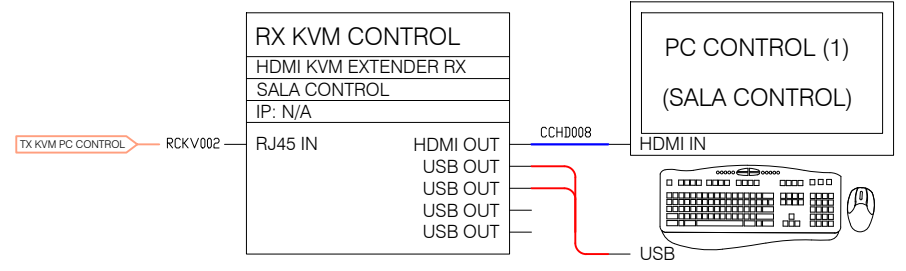 RX KVM CONTROL
HDMI KVM EXTENDER RX
SALA CONTROL
IP: N/A
TX KVM PC CONTROL
RCKV002
RJ45 IN
HDMI OUT
USB OUT
USB OUT
USB OUT
USB OUT
CCHD008
PC CONTROL (1)
(SALA CONTROL)
HDMI IN
USB